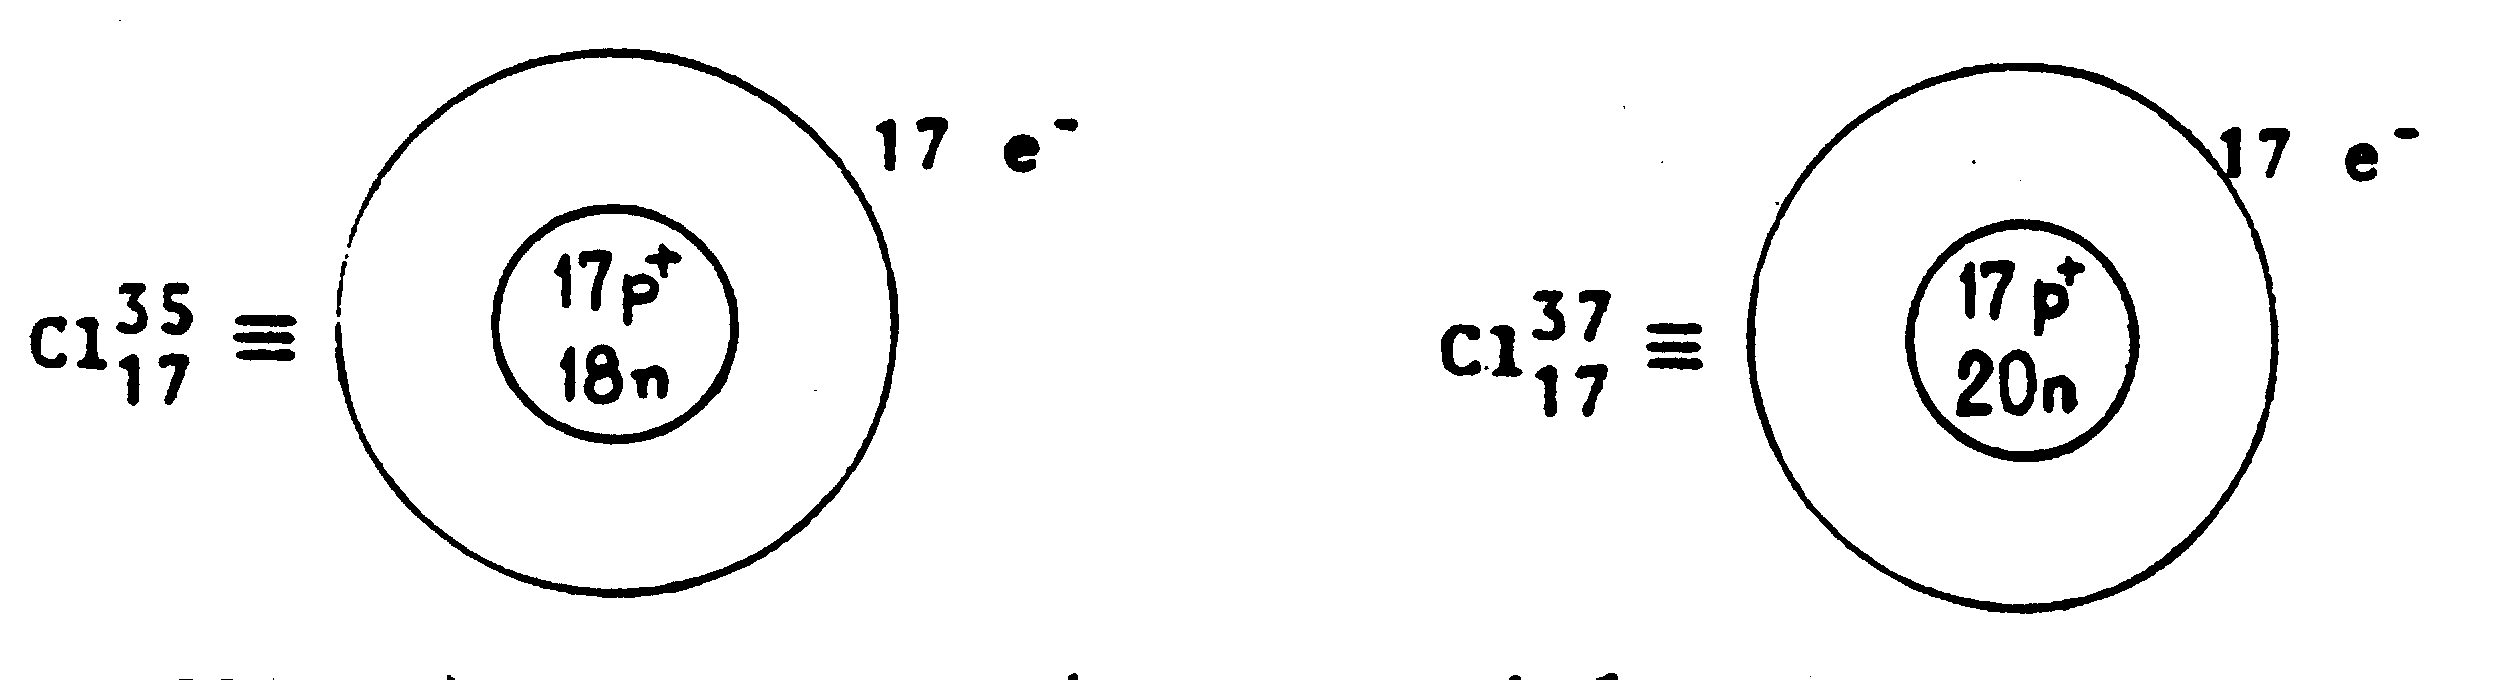 Cl³⁵₁₇ ≡ 17 e⁻
17p⁺
18n
Cl³⁷₁₇ ≡ 17 e⁻
17p⁺
20n